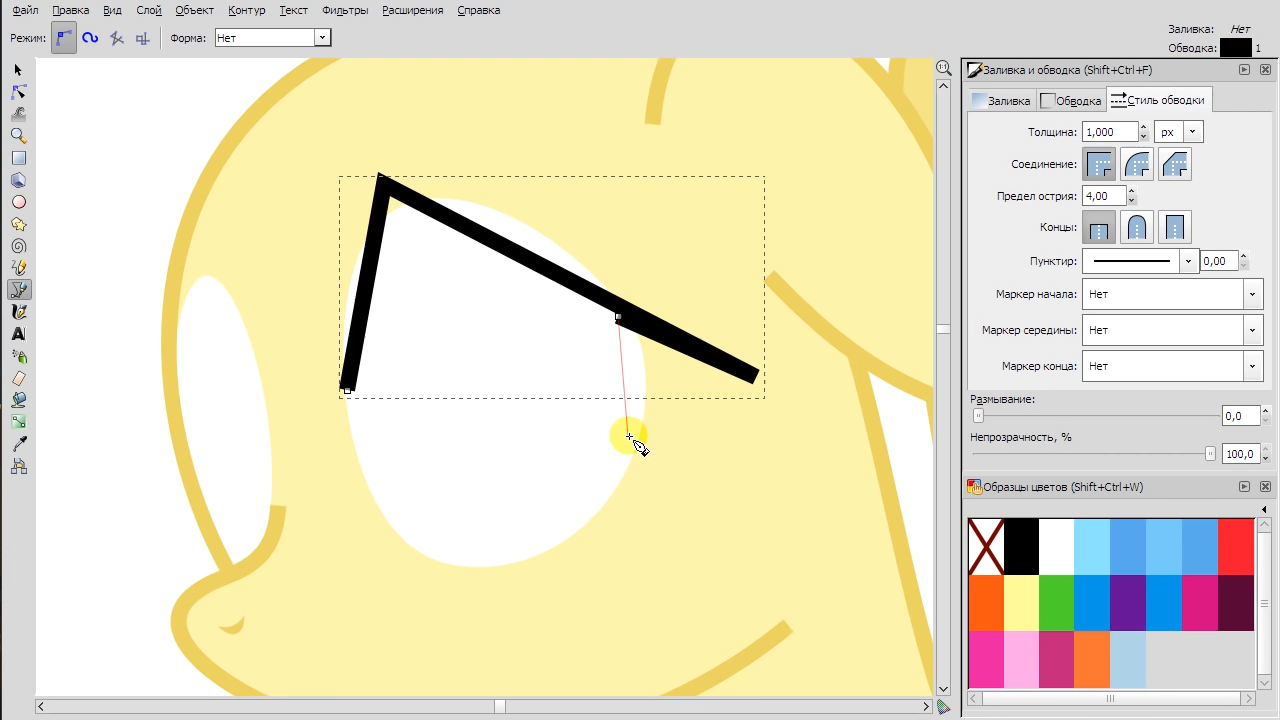 Файл Правка Вид Слой Объект Контур Текст Фильтры Расширения Справка
Режим: Форма: Нет
Заливка: Нет
Обводка: 1
Заливка и обводка (Shift+Ctrl+F)
Заливка Обводка Стиль обводки
Толщина: 1,000 px
Соединение:
Предел острия: 4,00
Концы:
Пунктир: 0,00
Маркер начала: Нет
Маркер середины: Нет
Маркер конца: Нет
Размывание:
0,0
Непрозрачность, %
100,0
Образцы цветов (Shift+Ctrl+W)
1:1
A